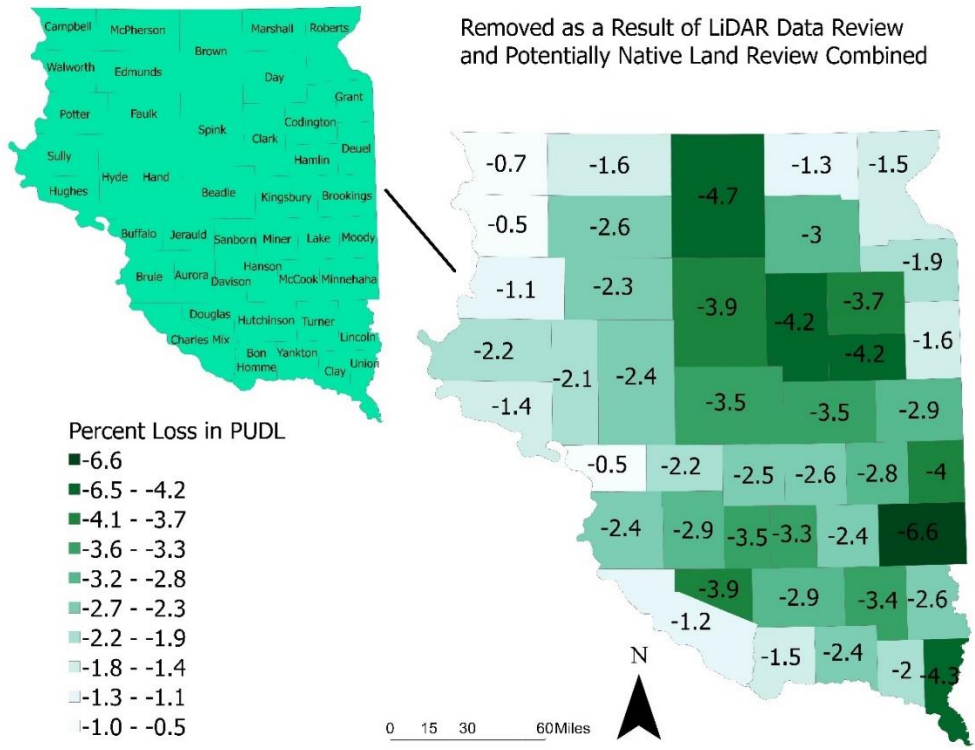 Removed as a Result of LiDAR Data Review
and Potentially Native Land Review Combined
Campbell
McPherson
Brown
Marshall
Roberts
Walworth
Edmunds
Day
Grant
Potter
Faulk
Spink
Clark
Codington
Deuel
Hamlin
Sully
Hyde
Hand
Hughes
Beadle
Kingsbury
Brookings
Buffalo
Jerauld
Sanborn
Miner
Lake
Moody
Brule
Aurora
Davison
Hanson
McCook
Minnehaha
Douglas
Hutchinson
Turner
Lincoln
Charles Mix
Bon
Homme
Yankton
Clay
Union
-0.7
-1.6
-4.7
-1.3
-1.5
-0.5
-2.6
-3
-1.9
-1.1
-2.3
-3.9
-4.2
-3.7
-4.2
-1.6
-2.2
-2.1
-2.4
-1.4
-3.5
-3.5
-2.9
-0.5
-2.2
-2.5
-2.6
-2.8
-4
-2.4
-2.9
-3.5
-3.3
-2.4
-6.6
-1.2
-3.9
-2.9
-3.4
-2.6
-1.5
-2.4
-2
-4.3
Percent Loss in PUDL
-6.6
-6.5 - -4.2
-4.1 - -3.7
-3.6 - -3.3
-3.2 - -2.8
-2.7 - -2.3
-2.2 - -1.9
-1.8 - -1.4
-1.3 - -1.1
-1.0 - -0.5
N
0 15 30 60 Miles